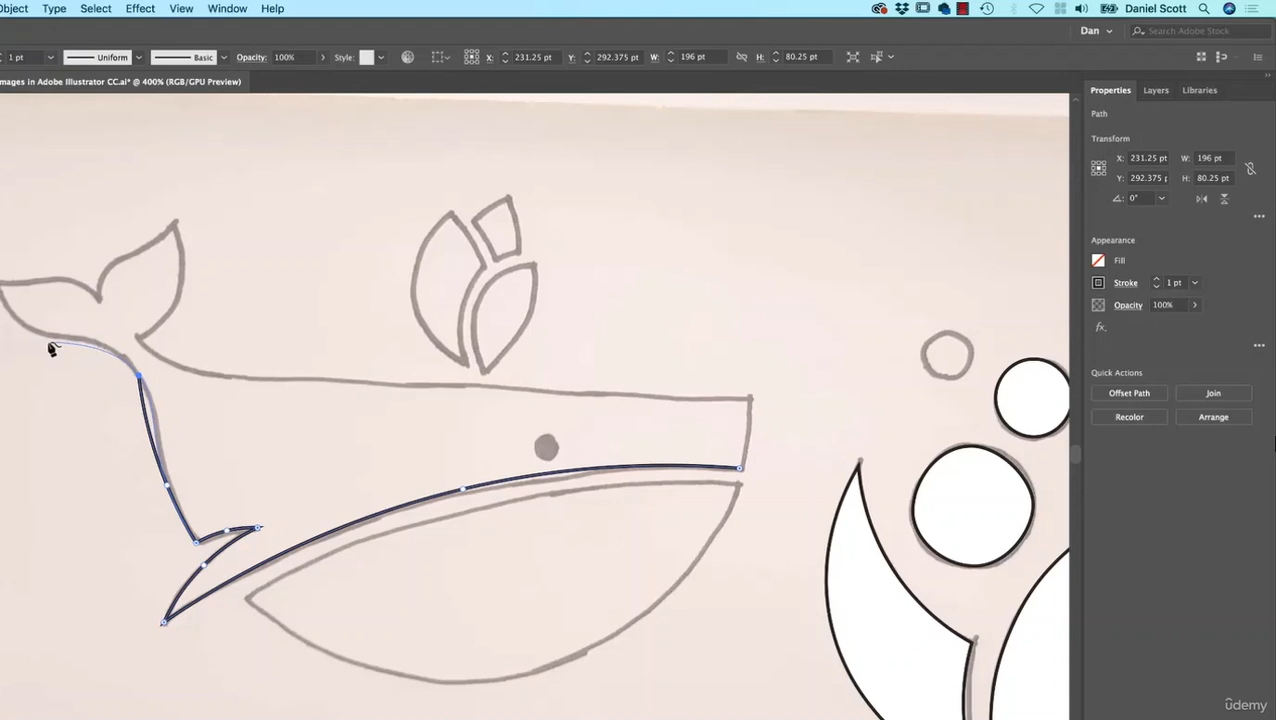 Object Type Select Effect View Window Help Daniel Scott
Dan Search Adobe Stock
1 pt Uniform Basic Opacity: 100% Style: X: 231.25 pt Y: 292.375 pt W: 196 pt H: 80.25 pt
mages in Adobe Illustrator CC.ai* @ 400% (RGB/GPU Preview)
Properties Layers Libraries
Path
Transform
X: 231.25 pt W: 196 pt
Y: 292.375 p H: 80.25 pt
0°
Appearance
Fill
Stroke 1 pt
Opacity 100%
fx.
Quick Actions
Offset Path Join
Recolor Arrange
ûdemy